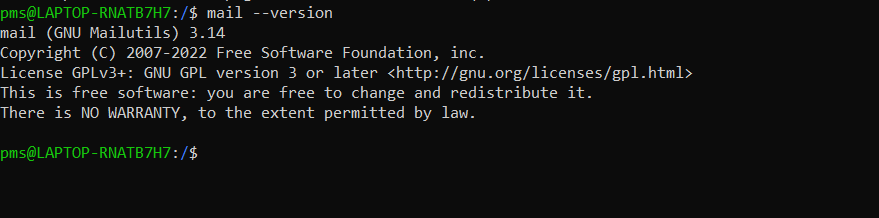 pms@LAPTOP-RNATB7H7:/$ mail --version
mail (GNU Mailutils) 3.14
Copyright (C) 2007-2022 Free Software Foundation, inc.
License GPLv3+: GNU GPL version 3 or later <http://gnu.org/licenses/gpl.html>
This is free software: you are free to change and redistribute it.
There is NO WARRANTY, to the extent permitted by law.
pms@LAPTOP-RNATB7H7:/$